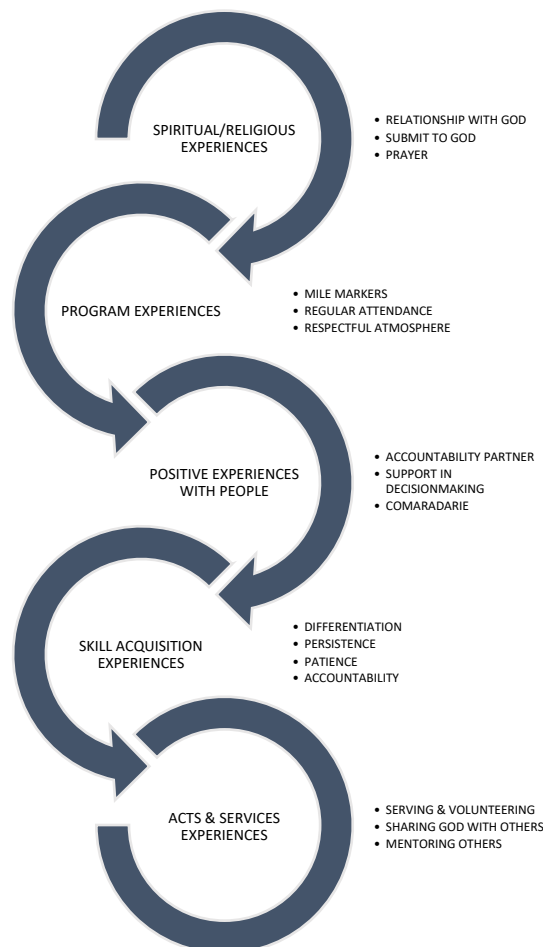 SPIRITUAL/RELIGIOUS
EXPERIENCES
• RELATIONSHIP WITH GOD
• SUBMIT TO GOD
• PRAYER
PROGRAM EXPERIENCES
• MILE MARKERS
• REGULAR ATTENDANCE
• RESPECTFUL ATMOSPHERE
POSITIVE EXPERIENCES
WITH PEOPLE
• ACCOUNTABILITY PARTNER
• SUPPORT IN
DECISIONMAKING
• COMARADARIE
SKILL ACQUISITION
EXPERIENCES
• DIFFERENTIATION
• PERSISTENCE
• PATIENCE
• ACCOUNTABILITY
ACTS & SERVICES
EXPERIENCES
• SERVING & VOLUNTEERING
• SHARING GOD WITH OTHERS
• MENTORING OTHERS